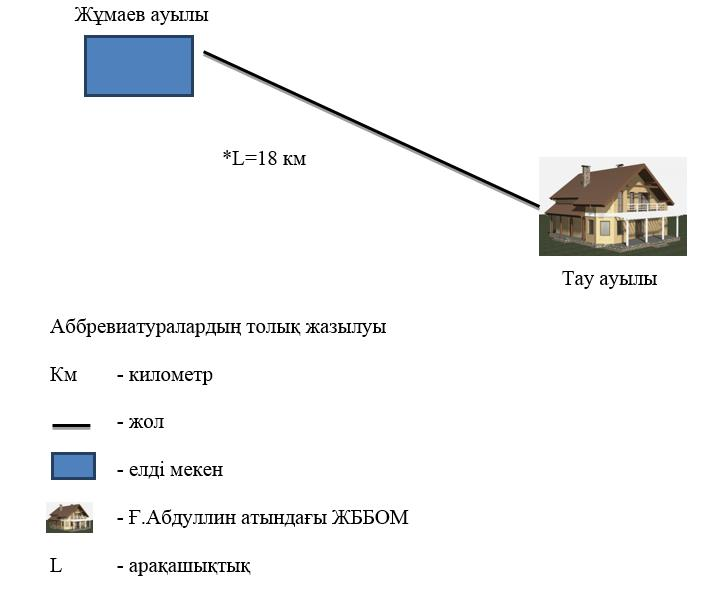 Жұмаев ауылы
*L=18 км
Тау ауылы
Аббревиатуралардың толық жазылуы
Км - километр
- жол
- елді мекен
- Ғ.Абдуллин атындағы ЖББОМ
L - арақашықтық